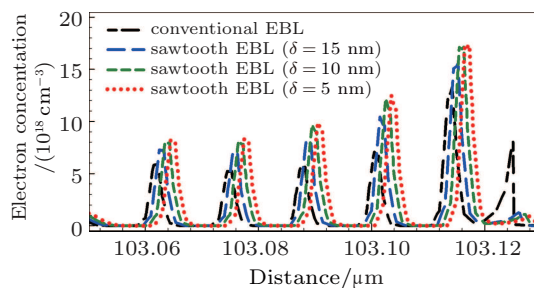 20
15
10
5
0
Electron concentration
/(10¹⁸ cm⁻³)
conventional EBL
sawtooth EBL (δ = 15 nm)
sawtooth EBL (δ = 10 nm)
sawtooth EBL (δ = 5 nm)
103.06
103.08
103.10
103.12
Distance/μm